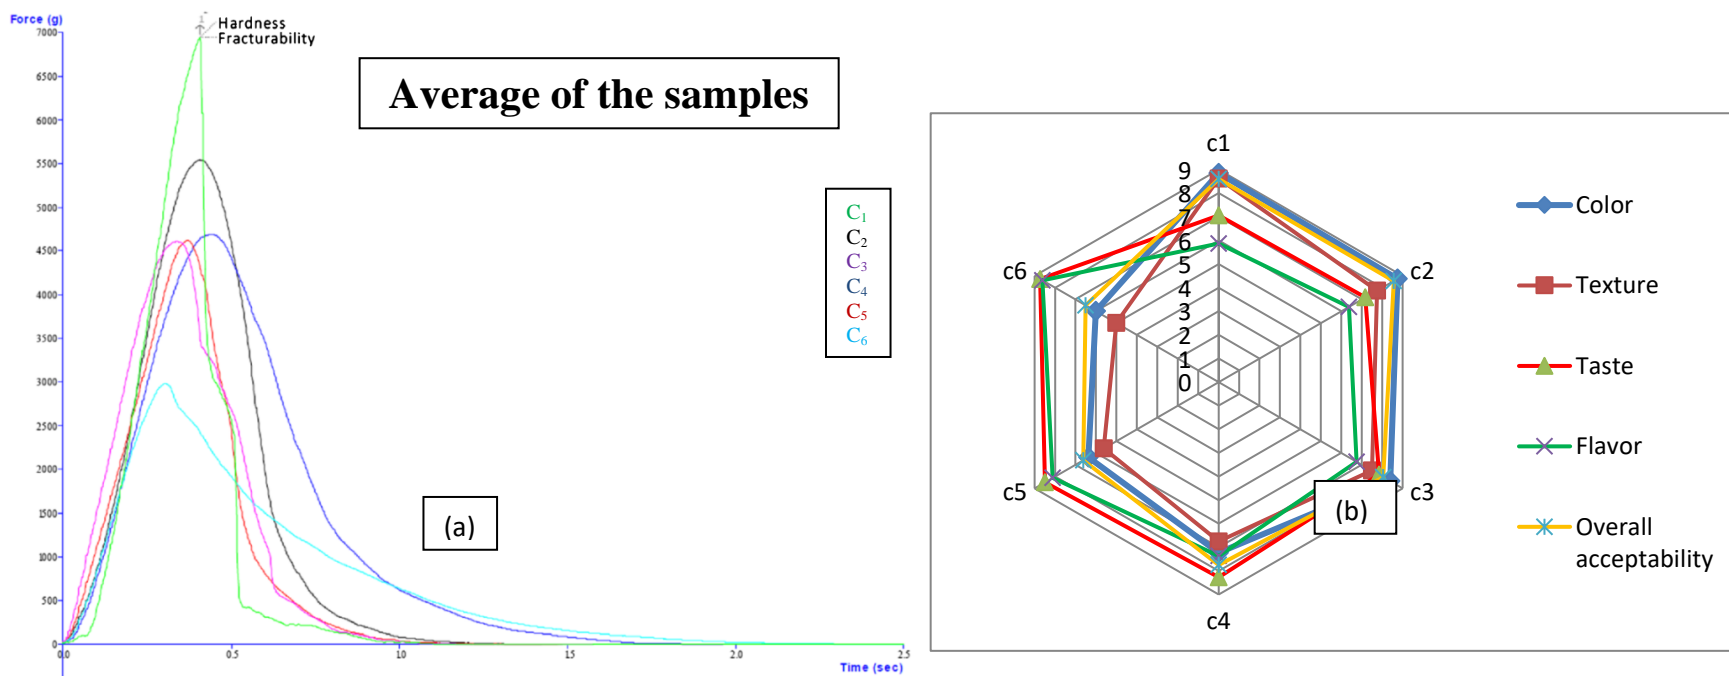 Force (g)
1
Hardness
Fracturability
7000
6500
6000
5500
5000
4500
4000
3500
3000
2500
2000
1500
1000
500
0
0.0
0.5
1.0
1.5
2.0
2.5
Time (sec)
Average of the samples
C1
C2
C3
C4
C5
C6
(a)
c1
c2
c3
c4
c5
c6
9
8
7
6
5
4
3
2
1
0
(b)
Color
Texture
Taste
Flavor
Overall
acceptability